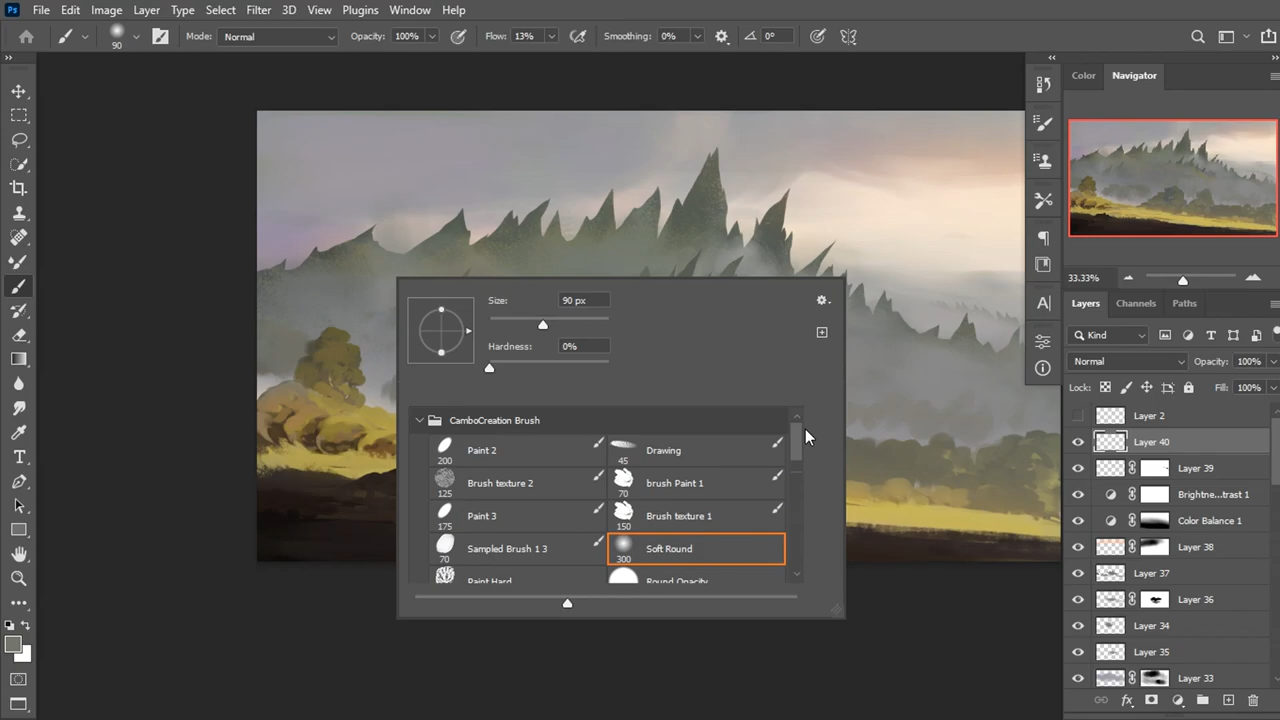 Ps File Edit Image Layer Type Select Filter 3D View Plugins Window Help
90 Mode: Normal Opacity: 100% Flow: 13% Smoothing: 0% 0°
Color Navigator
33.33%
Layers Channels Paths
Kind
Normal Opacity: 100%
Lock: Fill: 100%
Layer 2
Layer 40
Layer 39
Brightne...trast 1
Color Balance 1
Layer 38
Layer 37
Layer 36
Layer 34
Layer 35
Layer 33
Size: 90 px
Hardness: 0%
CamboCreation Brush
Paint 2 200 Drawing 45
Brush texture 2 125 brush Paint 1 70
Paint 3 175 Brush texture 1 150
Sampled Brush 1 3 70 Soft Round 300
Paint Hard Round Opacity